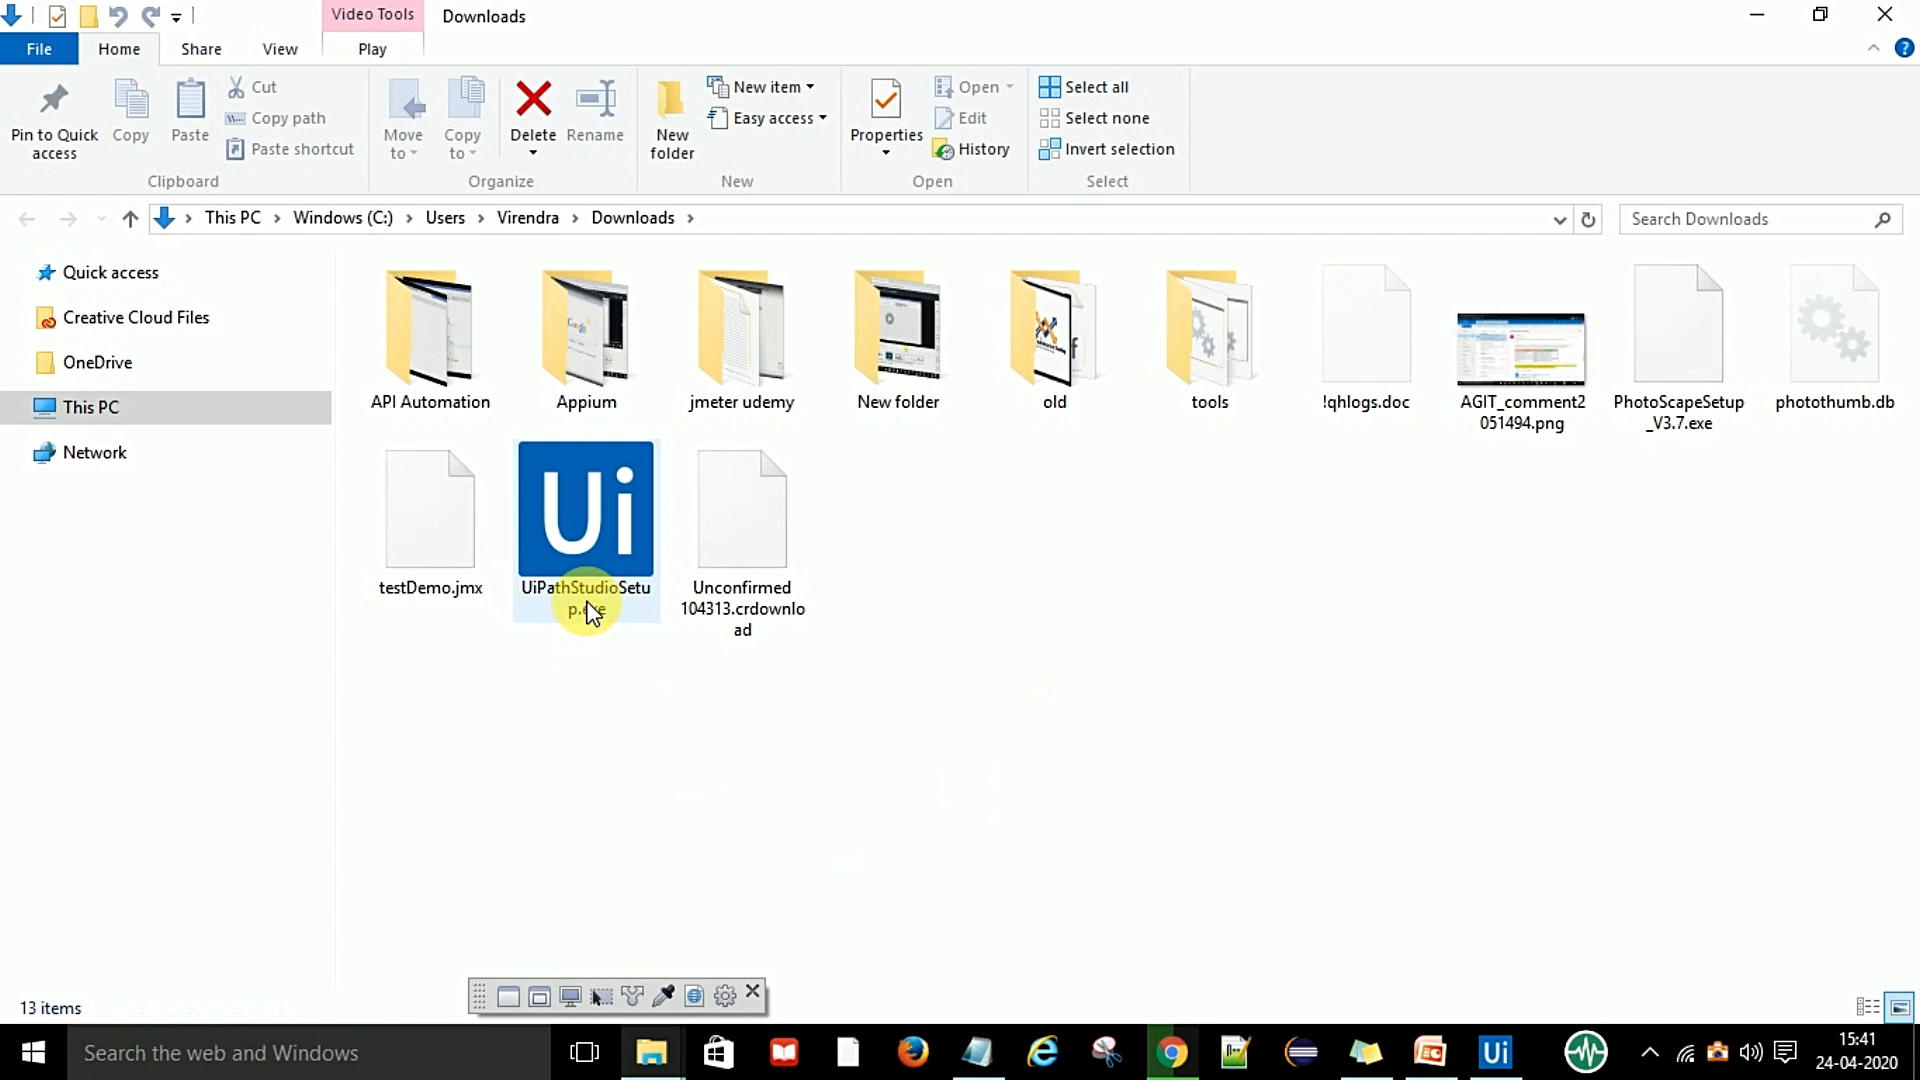 Video Tools
Downloads
File
Home
Share
View
Play
Pin to Quick access
Copy
Paste
Cut
Copy path
Paste shortcut
Clipboard
Move to
Copy to
Delete
Rename
Organize
New folder
New item
Easy access
New
Properties
Open
Edit
History
Open
Select all
Select none
Invert selection
Select
This PC
Windows (C:)
Users
Virendra
Downloads
Search Downloads
Quick access
Creative Cloud Files
OneDrive
This PC
Network
API Automation
Appium
jmeter udemy
New folder
old
tools
!qhlogs.doc
AGIT_comment2
051494.png
PhotoScapeSetup
_V3.7.exe
photothumb.db
testDemo.jmx
Ui
UiPathStudioSetu
p.exe
Unconfirmed
104313.crdownlo
ad
13 items
Search the web and Windows
Ui
15:41
24-04-2020